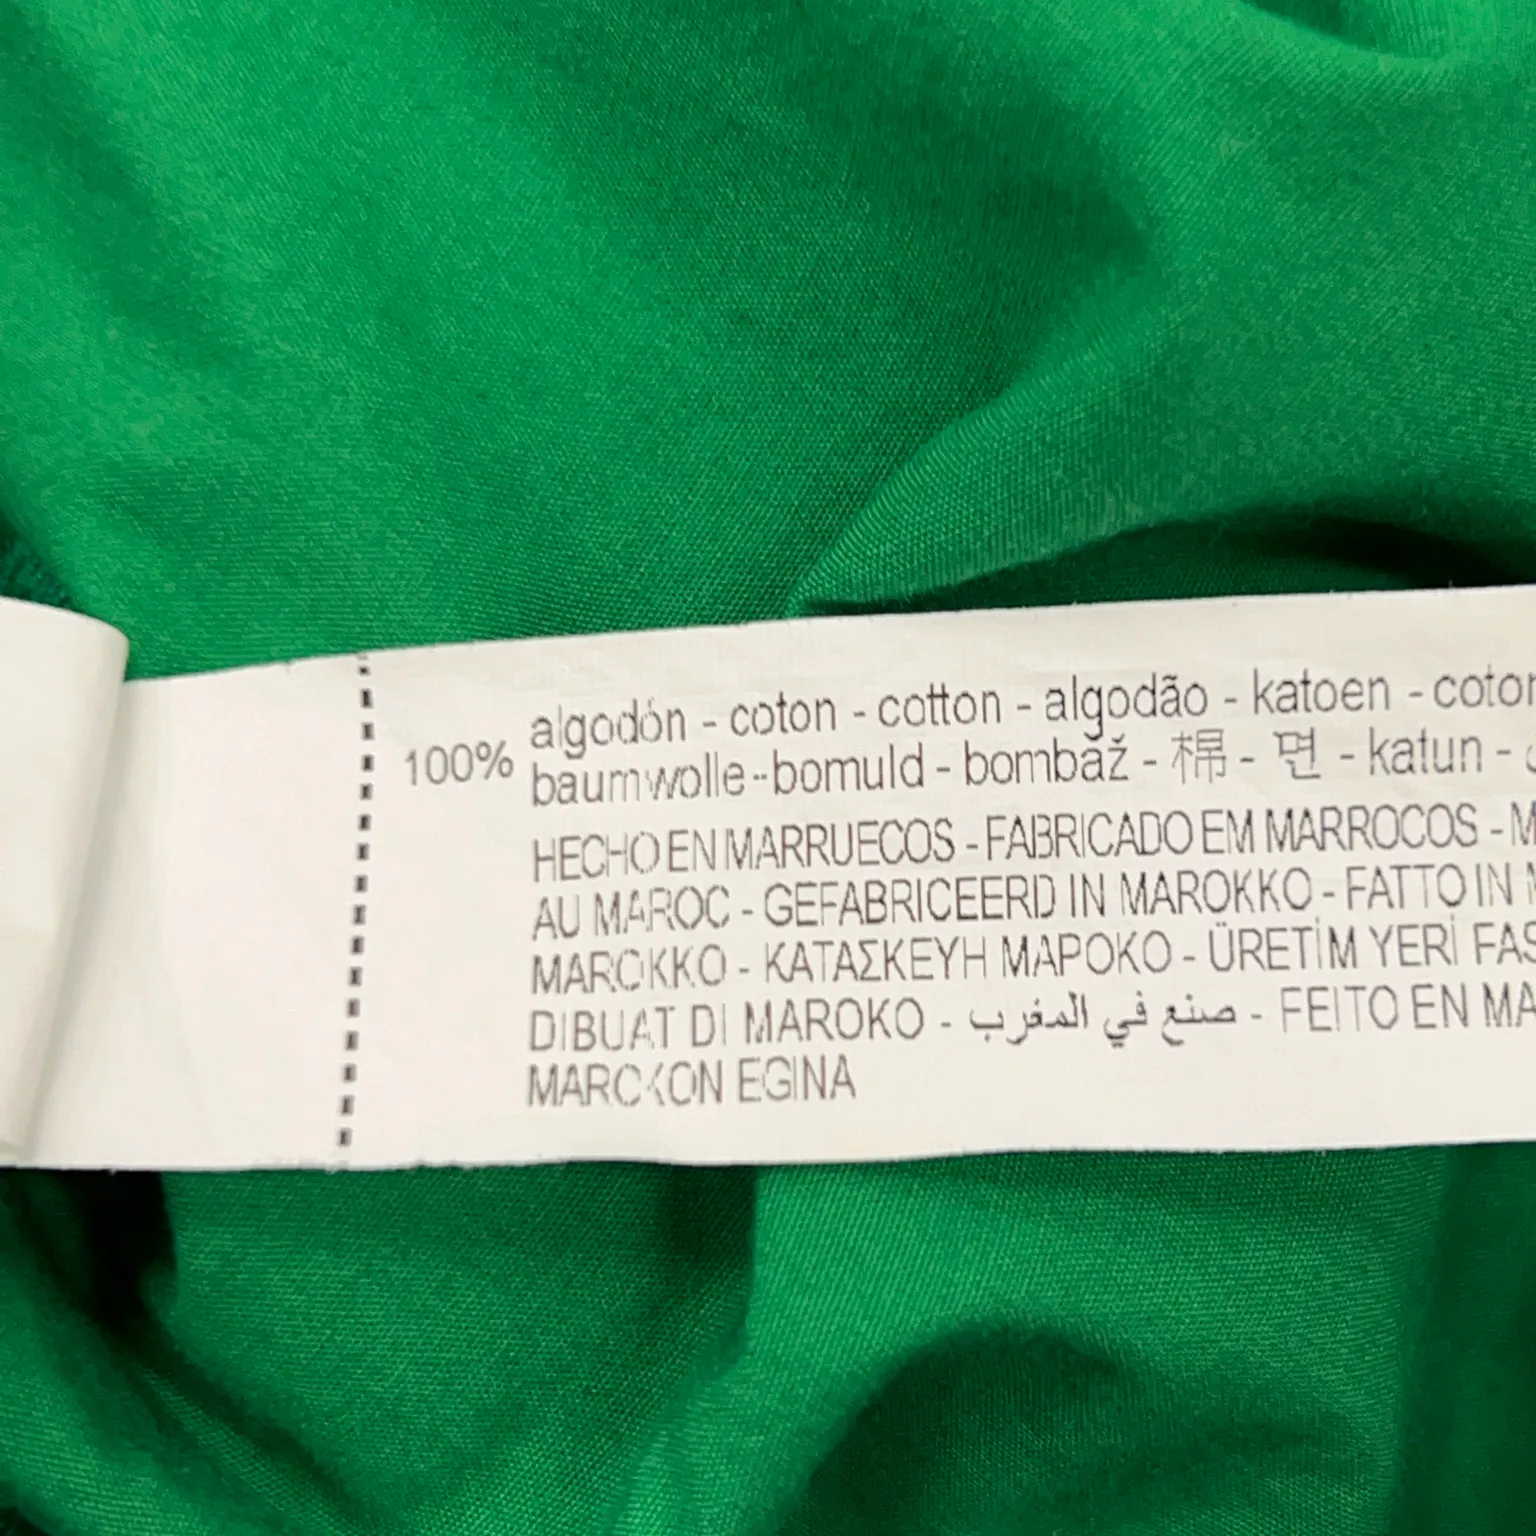 100% algodón - coton - cotton - algodão - katoen - coton
baumwolle - bomuld - bombaž - 棉 - 면 - katun -
HECHO EN MARRUECOS - FABRICADO EM MARROCOS -
AU MAROC - GEFABRICEERD IN MAROKKO - FATTO IN
MAROKKO - ΚΑΤΑΣΚΕΥΗ ΜΑΡΟΚΟ - ÜRETİM YERİ FAS
DIBUAT DI MAROKO - صنع في المغرب - FEITO EN MA
MAROKON EGINA